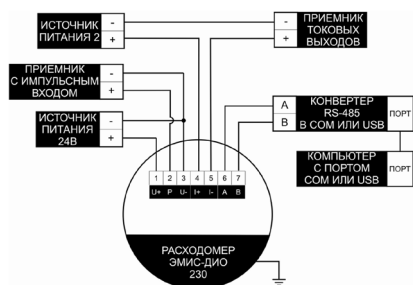 ИСТОЧНИК
ПИТАНИЯ 2
-
+
-
+
ПРИЕМНИК
ТОКОВЫХ
ВЫХОДОВ
ПРИЕМНИК
С ИМПУЛЬСНЫМ
ВХОДОМ
-
+
ИСТОЧНИК
ПИТАНИЯ
24В
-
+
A
B
КОНВЕРТЕР
RS-485
В COM ИЛИ USB
ПОРТ
КОМПЬЮТЕР
С ПОРТОМ
COM ИЛИ USB
ПОРТ
1 2 3 4 5 6 7
U+ P U- I+ I- A B
РАСХОДОМЕР
ЭМИС-ДИО
230